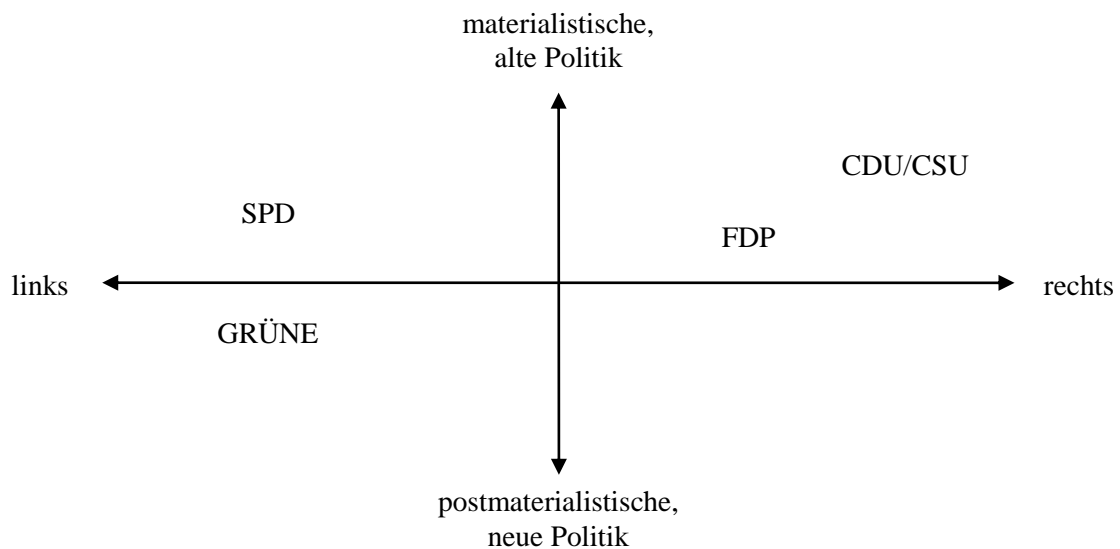 materialistische,
alte Politik
CDU/CSU
SPD
FDP
links
rechts
GRÜNE
postmaterialistische,
neue Politik